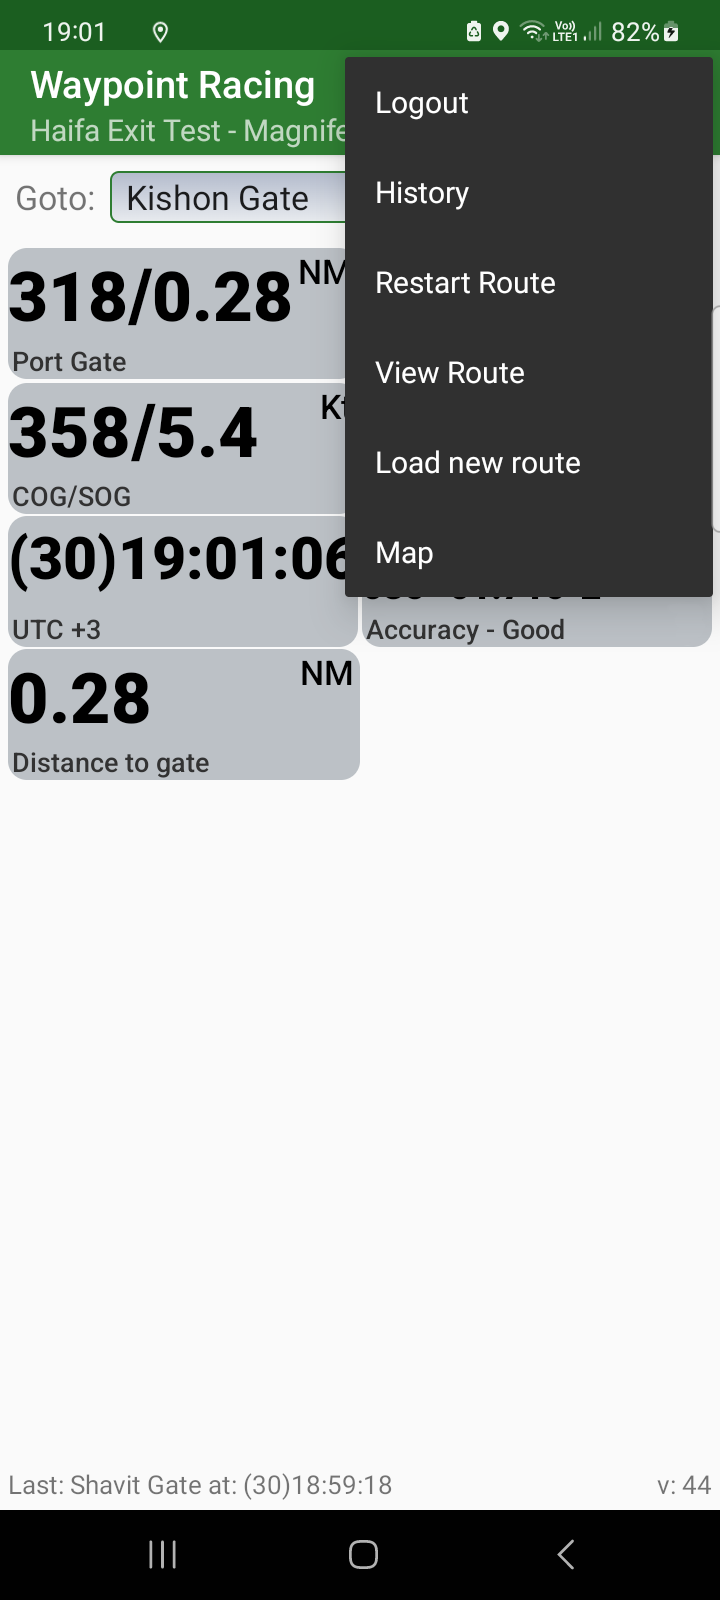 19:01
Vo))
LTE1
82%
Waypoint Racing
Haifa Exit Test - Magnife
Logout
History
Restart Route
View Route
Load new route
Map
Goto:
Kishon Gate
318/0.28
NM
Port Gate
358/5.4
COG/SOG
(30)19:01:06
UTC +3
Accuracy - Good
0.28
NM
Distance to gate
Last: Shavit Gate at: (30)18:59:18
v: 44